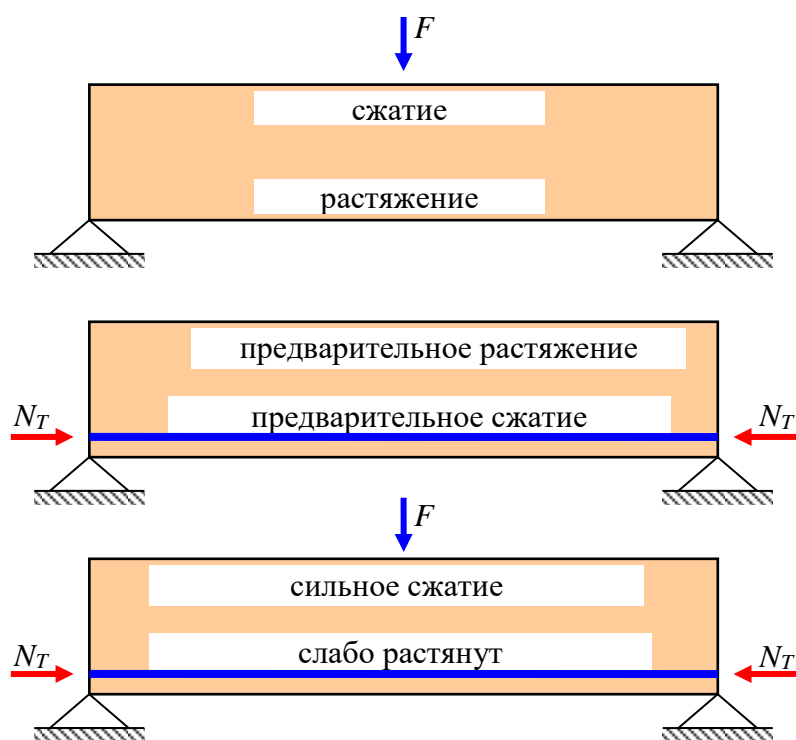 F
сжатие
растяжение
предварительное растяжение
N_T предварительное сжатие N_T
F
сильное сжатие
N_T слабо растянут N_T